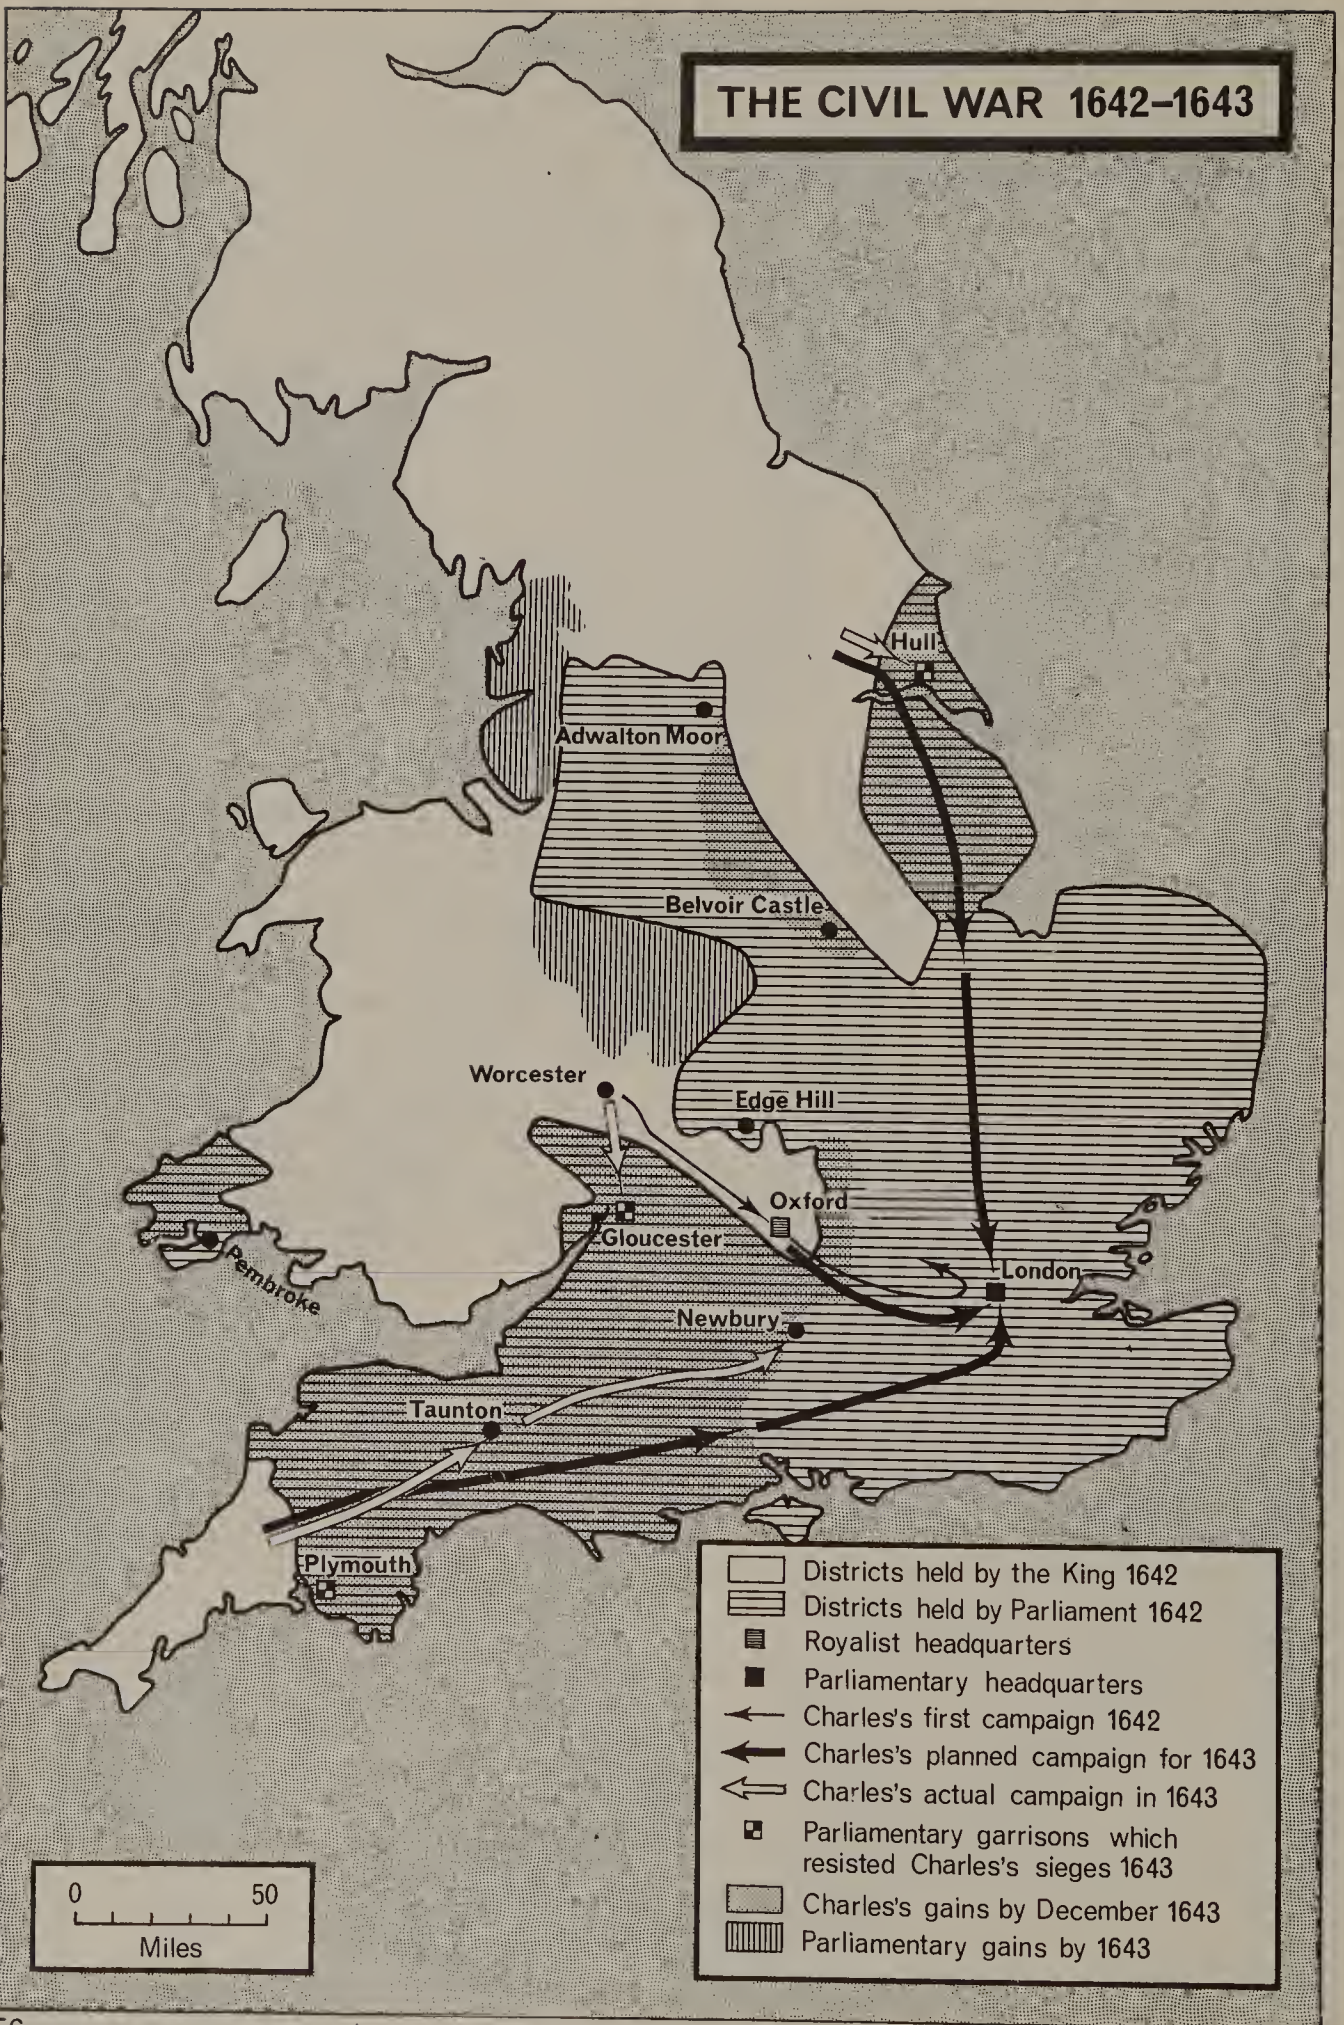 THE CIVIL WAR 1642–1643
Hull
Adwalton Moor
Belvoir Castle
Worcester
Edge Hill
Oxford
Gloucester
Pembroke
London
Newbury
Taunton
Plymouth
Districts held by the King 1642
Districts held by Parliament 1642
Royalist headquarters
Parliamentary headquarters
Charles's first campaign 1642
Charles's planned campaign for 1643
Charles's actual campaign in 1643
Parliamentary garrisons which
resisted Charles's sieges 1643
Charles's gains by December 1643
Parliamentary gains by 1643
0 50
Miles